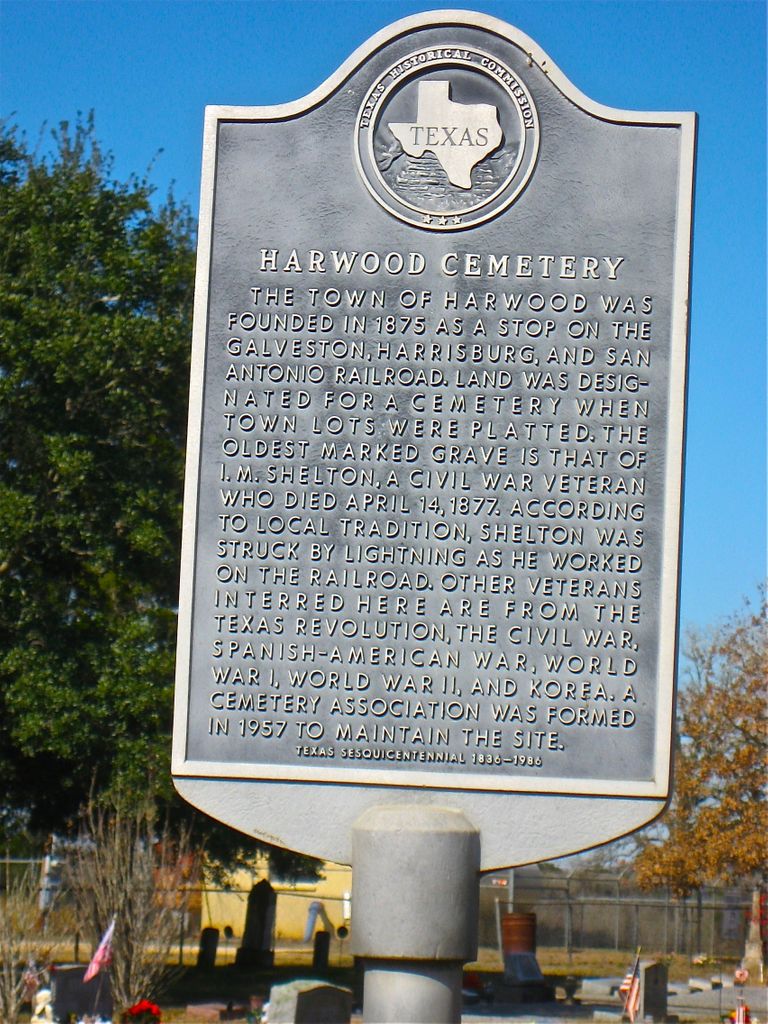 TEXAS HISTORICAL COMMISSION
TEXAS
HARWOOD CEMETERY
THE TOWN OF HARWOOD WAS
FOUNDED IN 1875 AS A STOP ON THE
GALVESTON, HARRISBURG, AND SAN
ANTONIO RAILROAD. LAND WAS DESIG-
NATED FOR A CEMETERY WHEN
TOWN LOTS WERE PLATTED. THE
OLDEST MARKED GRAVE IS THAT OF
I. M. SHELTON, A CIVIL WAR VETERAN
WHO DIED APRIL 14, 1877. ACCORDING
TO LOCAL TRADITION, SHELTON WAS
STRUCK BY LIGHTNING AS HE WORKED
ON THE RAILROAD. OTHER VETERANS
INTERRED HERE ARE FROM THE
TEXAS REVOLUTION, THE CIVIL WAR,
SPANISH-AMERICAN WAR, WORLD
WAR I, WORLD WAR II, AND KOREA. A
CEMETERY ASSOCIATION WAS FORMED
IN 1957 TO MAINTAIN THE SITE.
TEXAS SESQUICENTENNIAL 1836-1986